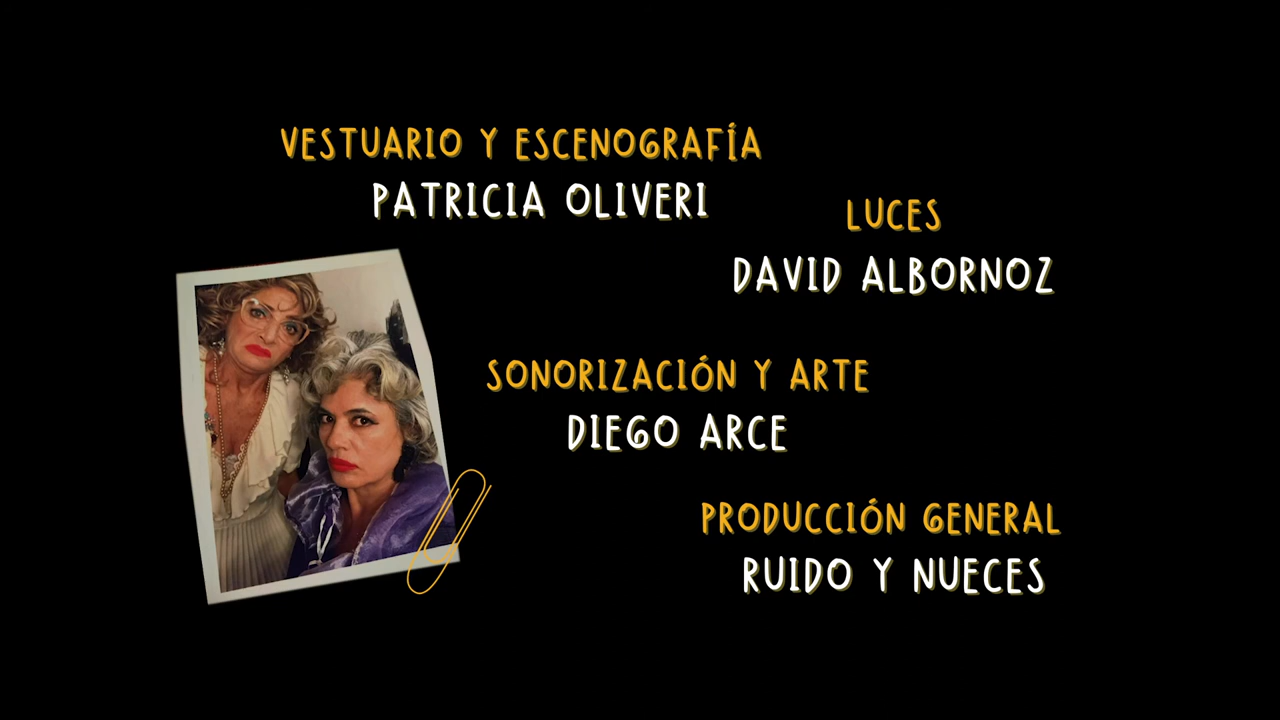 VESTUARIO Y ESCENOGRAFÍA
PATRICIA OLIVERI
LUCES
DAVID ALBORNOZ
SONORIZACIÓN Y ARTE
DIEGO ARCE
PRODUCCIÓN GENERAL
RUIDO Y NUECES